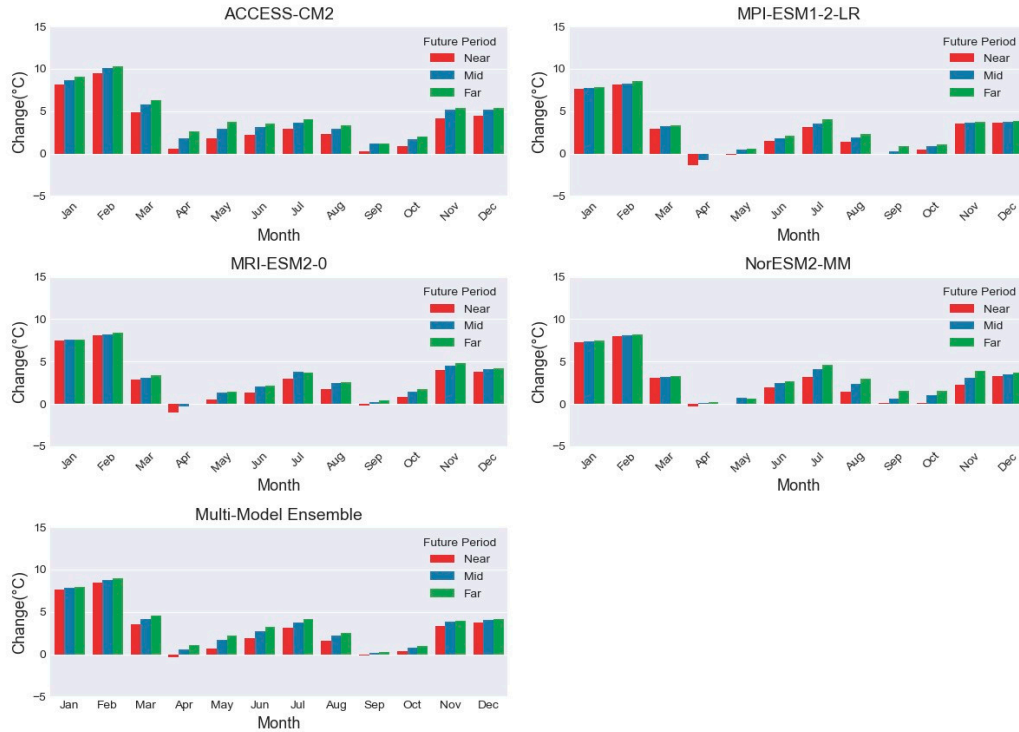 ACCESS-CM2
Change(°C)
15
10
5
0
−5
Future Period
Near
Mid
Far
Jan Feb Mar Apr May Jun Jul Aug Sep Oct Nov Dec
Month
MPI-ESM1-2-LR
Change(°C)
15
10
5
0
−5
Future Period
Near
Mid
Far
Jan Feb Mar Apr May Jun Jul Aug Sep Oct Nov Dec
Month
MRI-ESM2-0
Change(°C)
15
10
5
0
−5
Future Period
Near
Mid
Far
Jan Feb Mar Apr May Jun Jul Aug Sep Oct Nov Dec
Month
NorESM2-MM
Change(°C)
15
10
5
0
−5
Future Period
Near
Mid
Far
Jan Feb Mar Apr May Jun Jul Aug Sep Oct Nov Dec
Month
Multi-Model Ensemble
Change(°C)
15
10
5
0
−5
Future Period
Near
Mid
Far
Jan Feb Mar Apr May Jun Jul Aug Sep Oct Nov Dec
Month